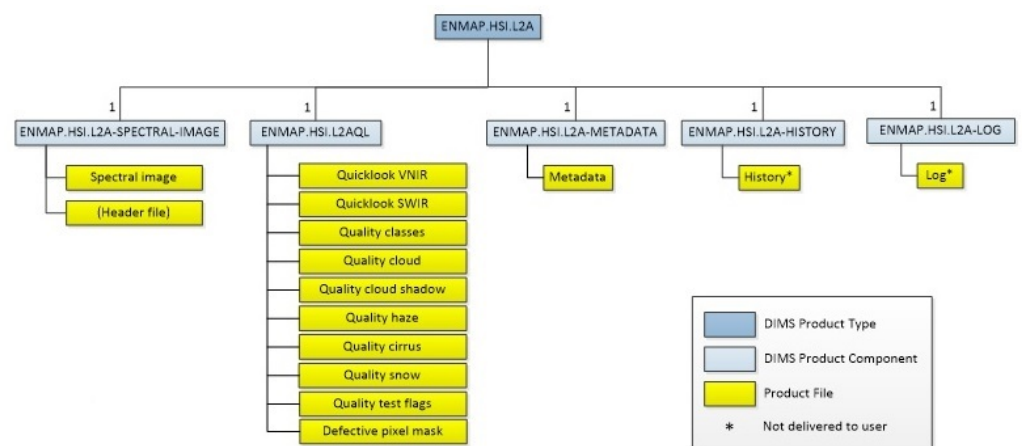 ENMAP.HSI.L2A
1
1
1
1
1
ENMAP.HSI.L2A-SPECTRAL-IMAGE
ENMAP.HSI.L2AQL
ENMAP.HSI.L2A-METADATA
ENMAP.HSI.L2A-HISTORY
ENMAP.HSI.L2A-LOG
Spectral image
(Header file)
Quicklook VNIR
Quicklook SWIR
Quality classes
Quality cloud
Quality cloud shadow
Quality haze
Quality cirrus
Quality snow
Quality test flags
Defective pixel mask
Metadata
History*
Log*
DIMS Product Type
DIMS Product Component
Product File
* Not delivered to user